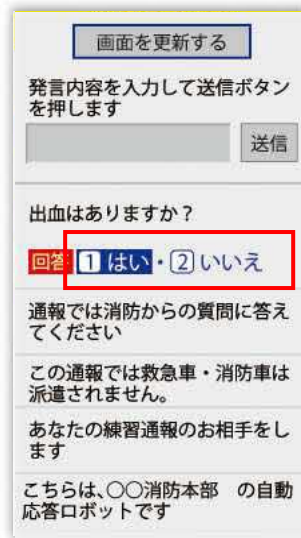 画面を更新する
発言内容を入力して送信ボタン
を押します
送信
出血はありますか？
回答 1 はい・2 いいえ
通報では消防からの質問に答え
てください
この通報では救急車・消防車は
派遣されません。
あなたの練習通報のお相手をし
ます
こちらは、○○消防本部　の自動
応答ロボットです